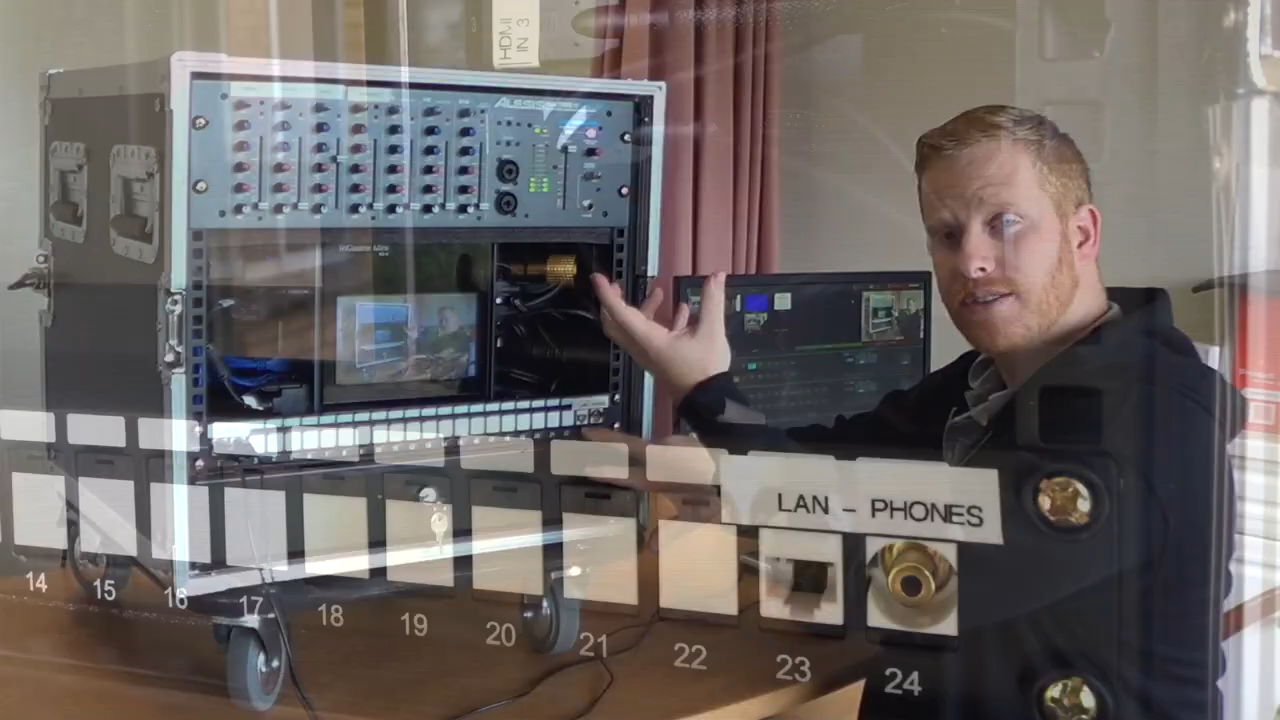 HDMI
IN 3
ALESIS
LAN – PHONES
14 15 16 17 18 19 20 21 22 23 24